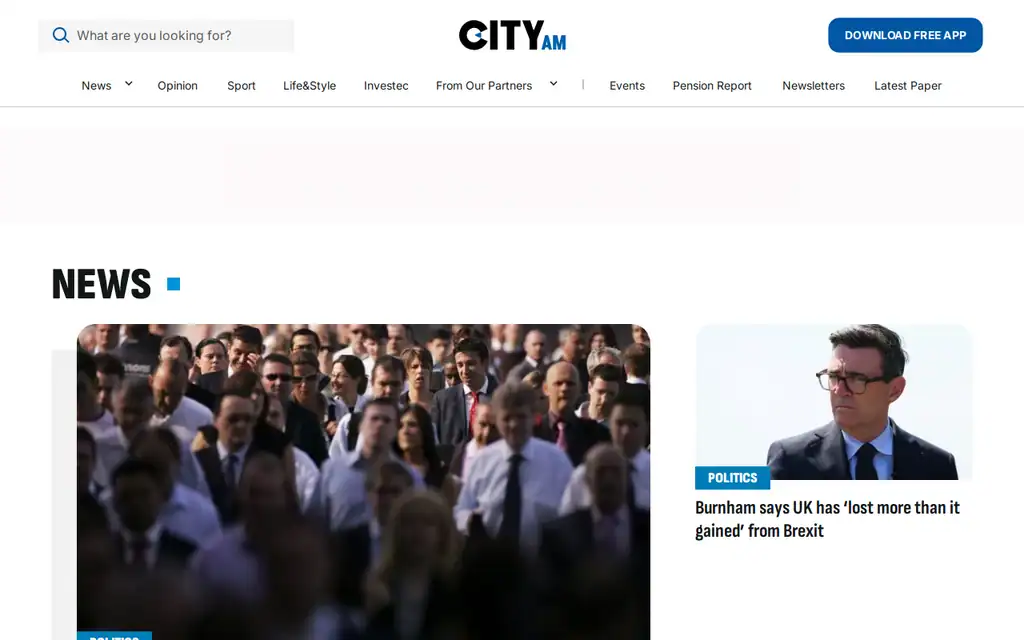 What are you looking for?
CITY AM
DOWNLOAD FREE APP
News
Opinion
Sport
Life&Style
Investec
From Our Partners
Events
Pension Report
Newsletters
Latest Paper
NEWS
POLITICS
Burnham says UK has ‘lost more than it
gained’ from Brexit
POLITICS